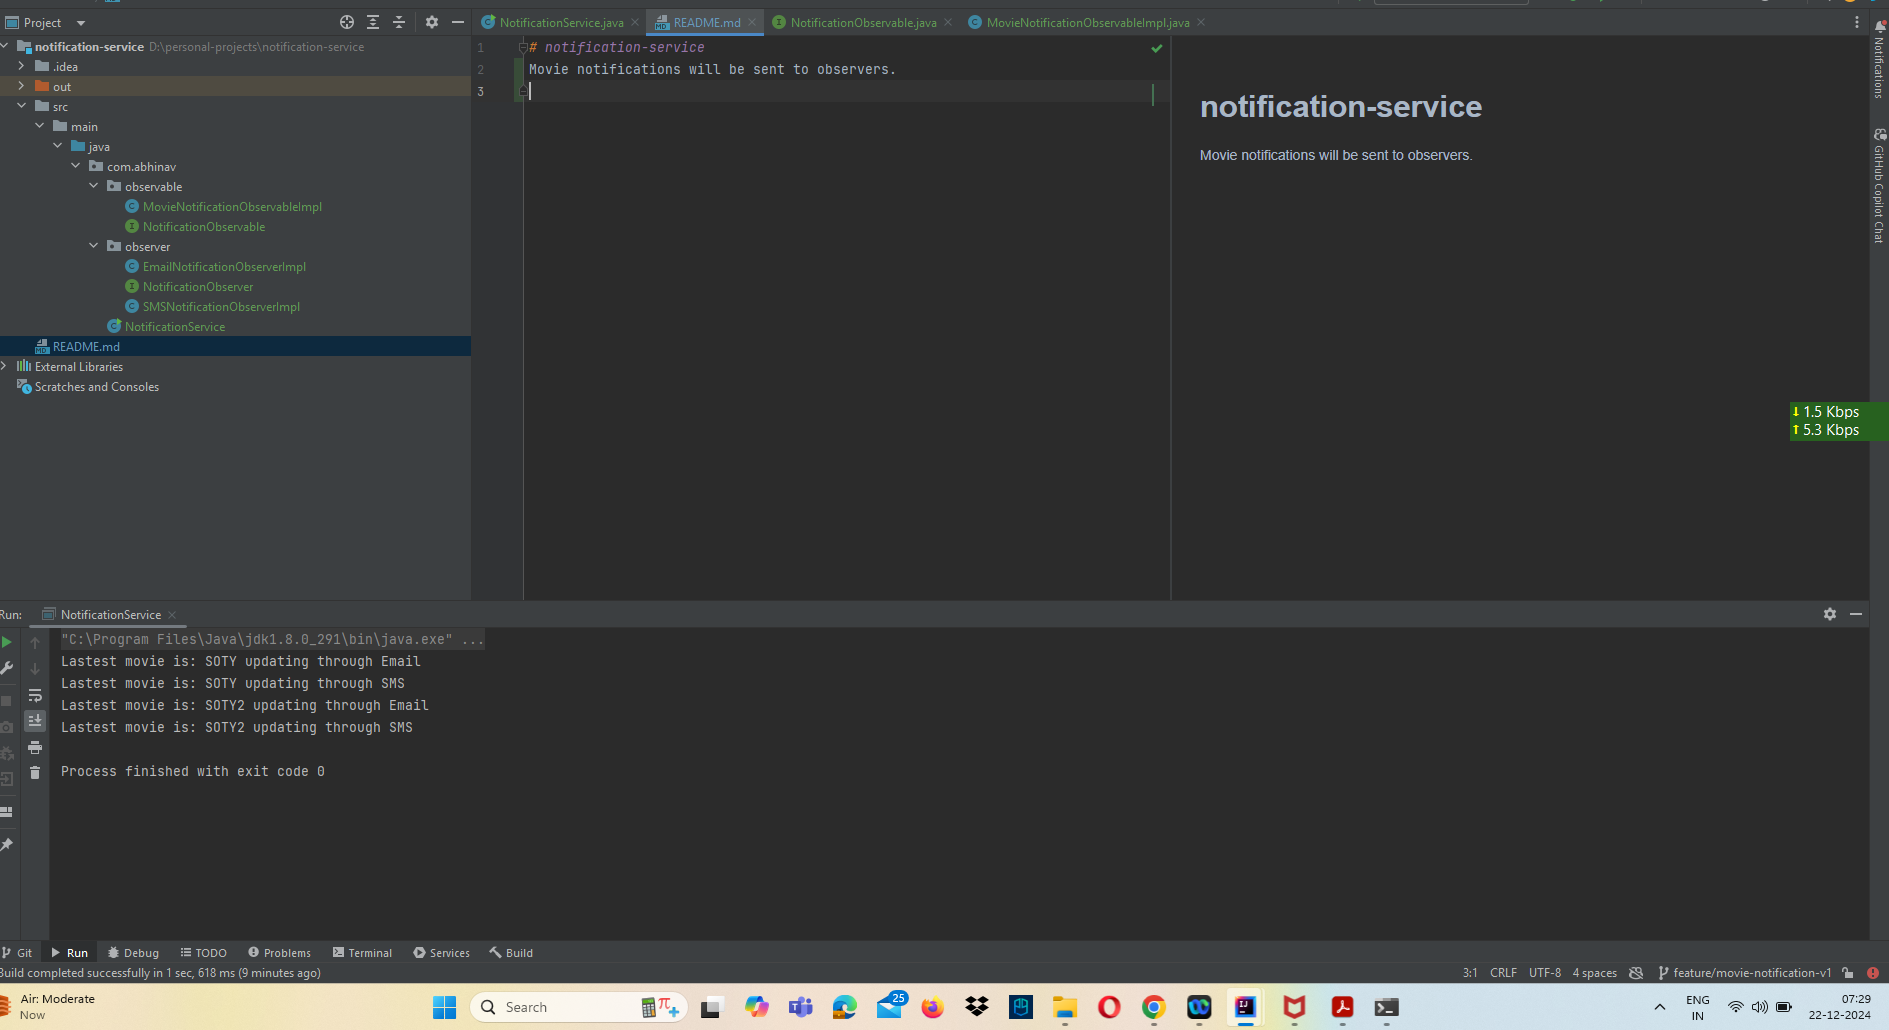 Project
NotificationService.java
README.md
NotificationObservable.java
MovieNotificationObservableImpl.java
notification-service D:\personal-projects\notification-service
.idea
out
src
main
java
com.abhinav
observable
MovieNotificationObservableImpl
NotificationObservable
observer
EmailNotificationObserverImpl
NotificationObserver
SMSNotificationObserverImpl
NotificationService
README.md
External Libraries
Scratches and Consoles
1 # notification-service
2 Movie notifications will be sent to observers.
3
notification-service
Movie notifications will be sent to observers.
Notifications
GitHub Copilot Chat
↓ 1.5 Kbps
↑ 5.3 Kbps
Run: NotificationService
"C:\Program Files\Java\jdk1.8.0_291\bin\java.exe" ...
Lastest movie is: SOTY updating through Email
Lastest movie is: SOTY updating through SMS
Lastest movie is: SOTY2 updating through Email
Lastest movie is: SOTY2 updating through SMS
Process finished with exit code 0
Git Run Debug TODO Problems Terminal Services Build
Build completed successfully in 1 sec, 618 ms (9 minutes ago)
3:1 CRLF UTF-8 4 spaces feature/movie-notification-v1
Air: Moderate
Now
Search
25
ENG
IN
07:29
22-12-2024